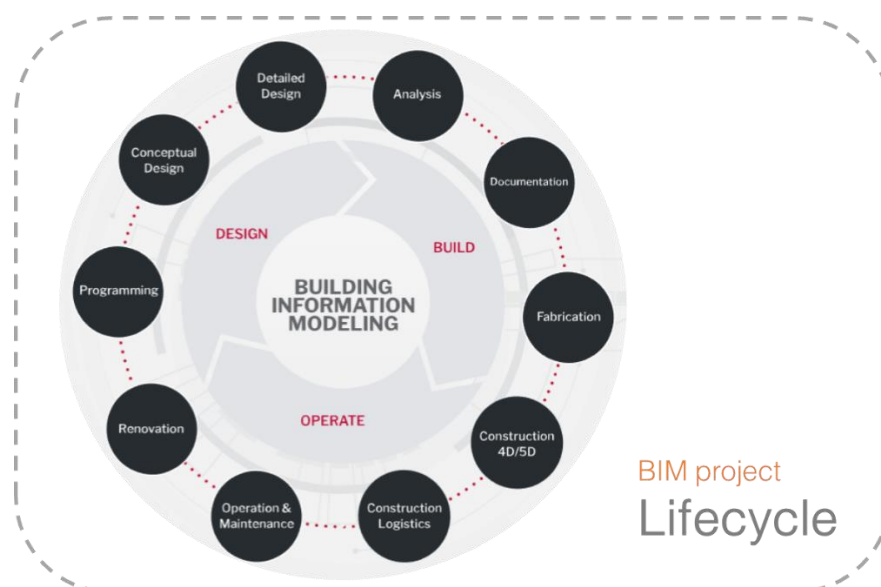 Detailed
Design
Analysis
Conceptual
Design
Documentation
DESIGN
BUILD
Programming
BUILDING
INFORMATION
MODELING
Fabrication
OPERATE
Renovation
Construction
4D/5D
Operation &
Maintenance
Construction
Logistics
BIM project
Lifecycle